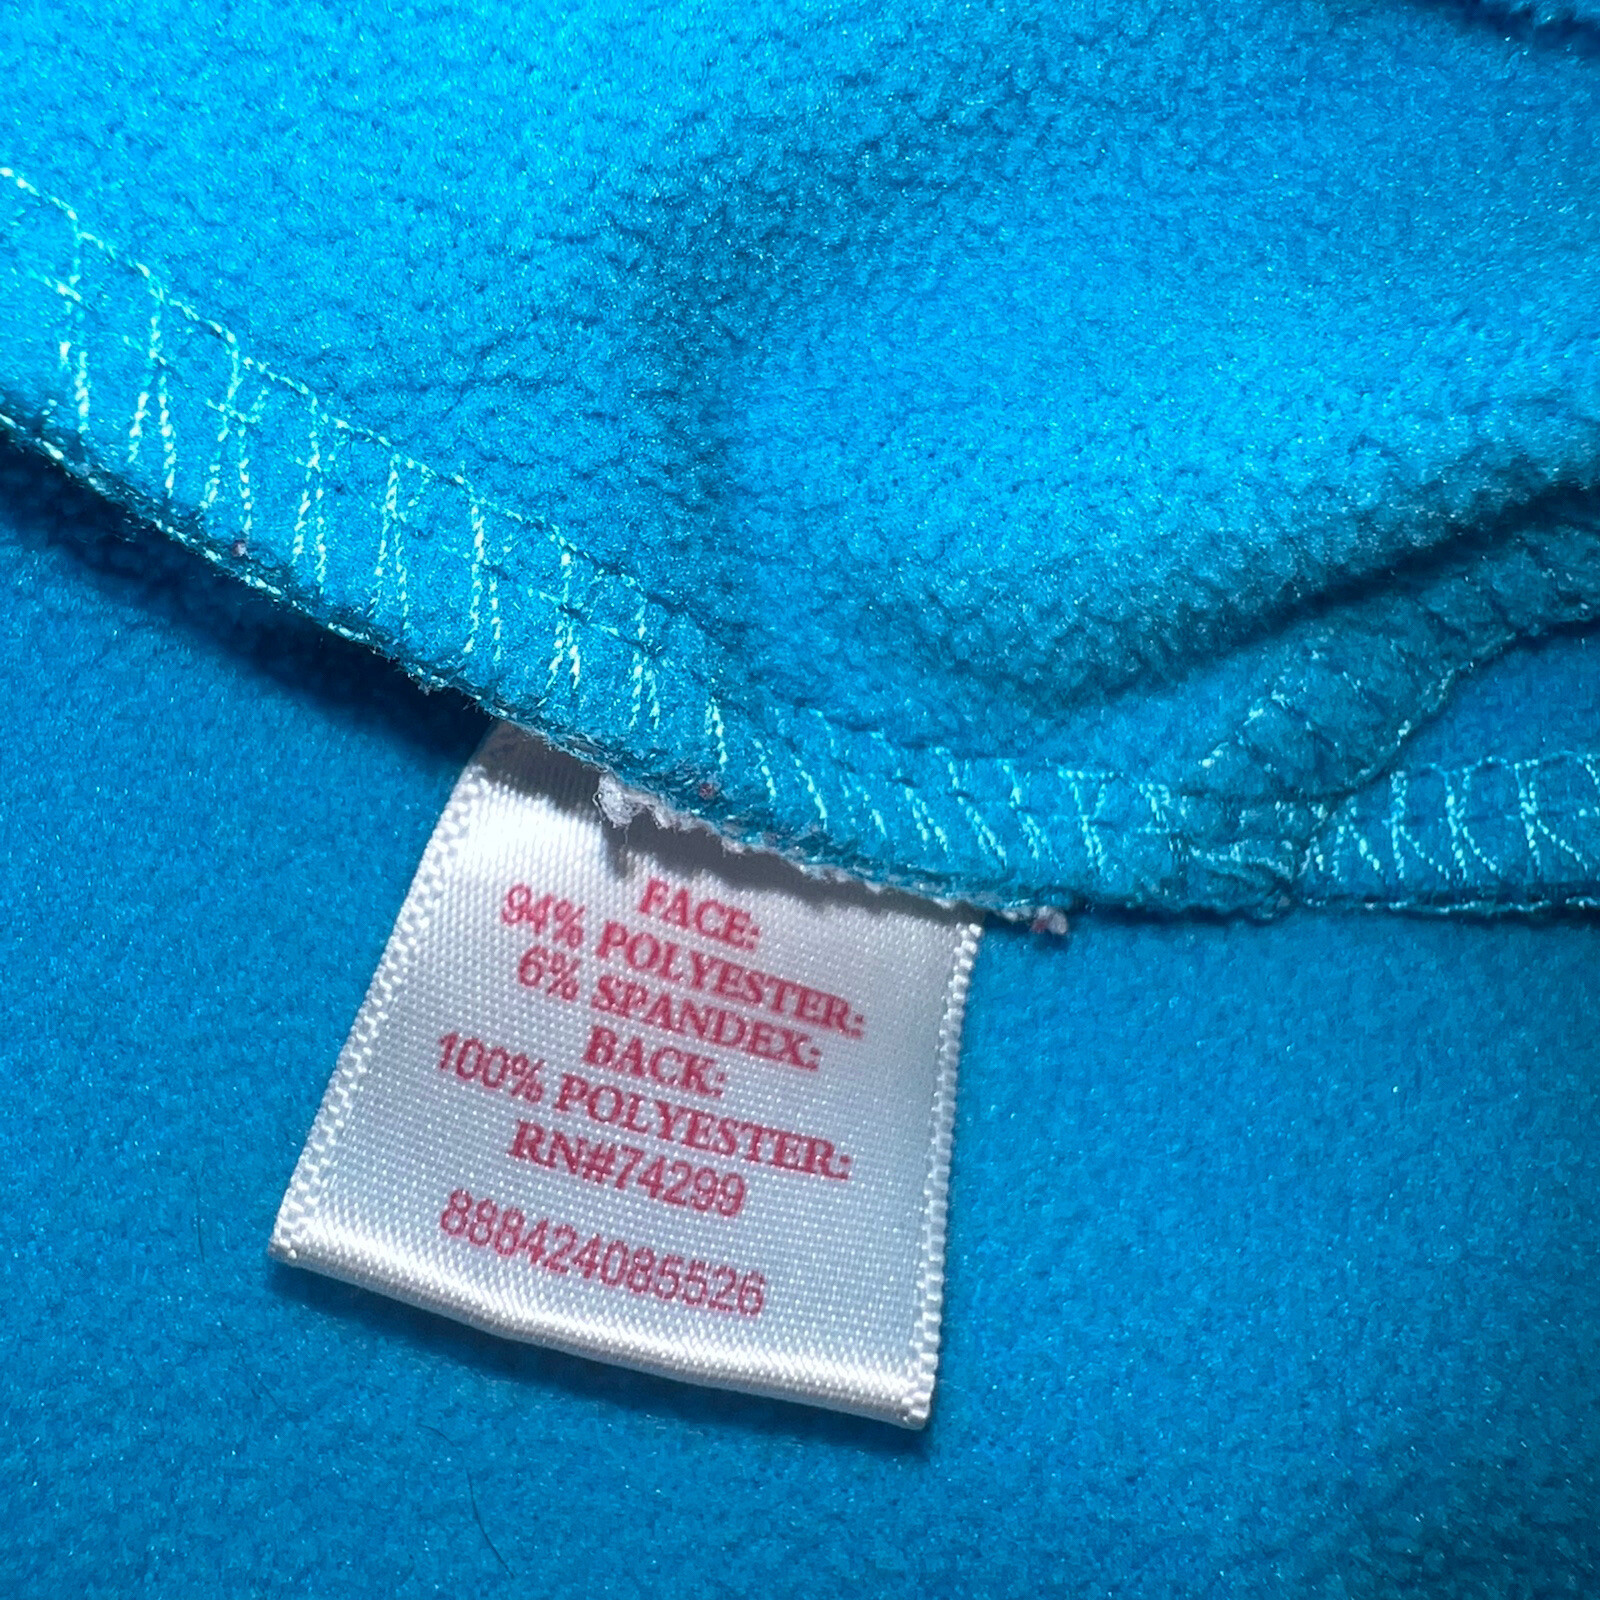 FACE:
94% POLYESTER:
6% SPANDEX:
BACK:
100% POLYESTER:
RN#74299
888424085526